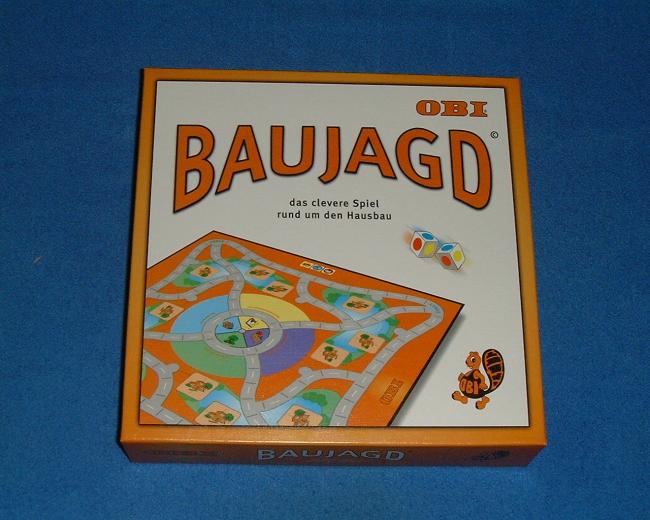 OBI
BAUJAGD ©
das clevere Spiel
rund um den Hausbau
OBI
OBI
BAUJAGD